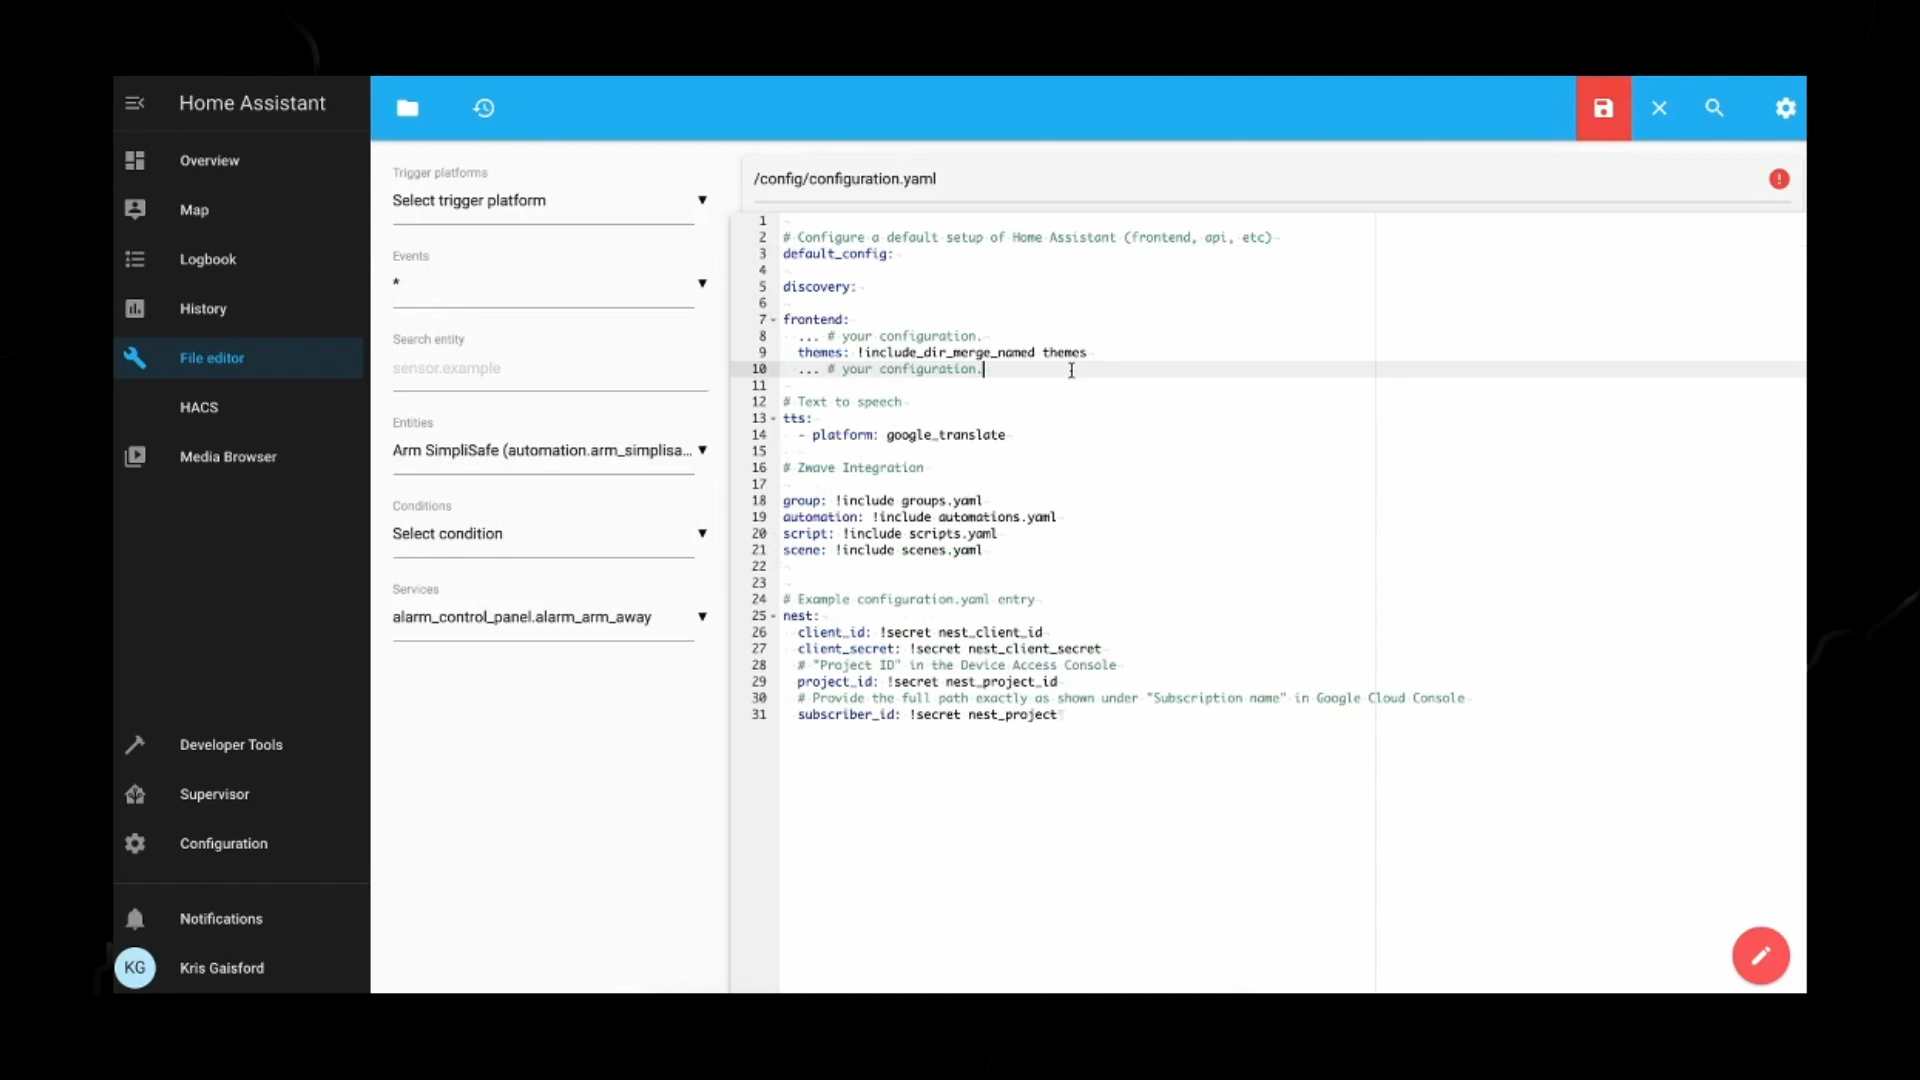 Home Assistant
Overview
Map
Logbook
History
File editor
HACS
Media Browser
Developer Tools
Supervisor
Configuration
Notifications
KG
Kris Gaisford
Trigger platforms
Select trigger platform
Events
*
Search entity
sensor.example
Entities
Arm SimpliSafe (automation.arm_simplisa...
Conditions
Select condition
Services
alarm_control_panel.alarm_arm_away
/config/configuration.yaml
1
2 # Configure a default setup of Home Assistant (frontend, api, etc)
3 default_config:
4
5 discovery:
6
7 frontend:
8 ... # your configuration.
9 themes: !include_dir_merge_named themes
10 ... # your configuration.
11
12 # Text to speech
13 tts:
14 - platform: google_translate
15
16 # Zwave Integration
17
18 group: !include groups.yaml
19 automation: !include automations.yaml
20 script: !include scripts.yaml
21 scene: !include scenes.yaml
22
23
24 # Example configuration.yaml entry
25 nest:
26 client_id: !secret nest_client_id
27 client_secret: !secret nest_client_secret
28 # "Project ID" in the Device Access Console
29 project_id: !secret nest_project_id
30 # Provide the full path exactly as shown under "Subscription name" in Google Cloud Console
31 subscriber_id: !secret nest_project